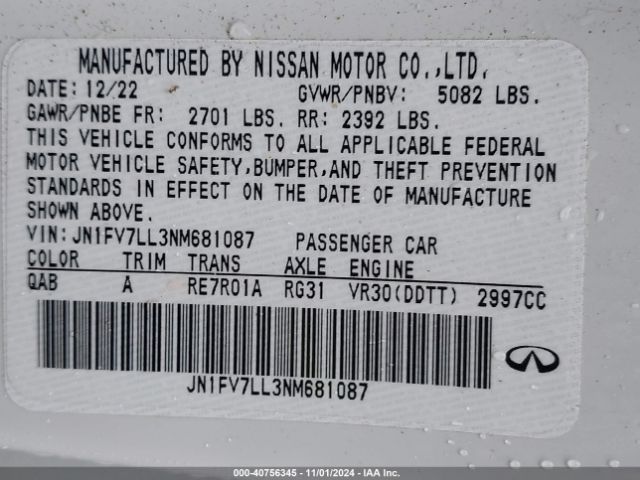 MANUFACTURED BY NISSAN MOTOR CO.,LTD.
DATE: 12/22 GVWR/PNBV: 5082 LBS.
GAWR/PNBE FR: 2701 LBS. RR: 2392 LBS.
THIS VEHICLE CONFORMS TO ALL APPLICABLE FEDERAL
MOTOR VEHICLE SAFETY,BUMPER,AND THEFT PREVENTION
STANDARDS IN EFFECT ON THE DATE OF MANUFACTURE
SHOWN ABOVE.
VIN:JN1FV7LL3NM681087 PASSENGER CAR
COLOR TRIM TRANS AXLE ENGINE
QAB A RE7R01A RG31 VR30(DDTT) 2997CC
JN1FV7LL3NM681087
000-40756345 - 11/01/2024 - IAA Inc.